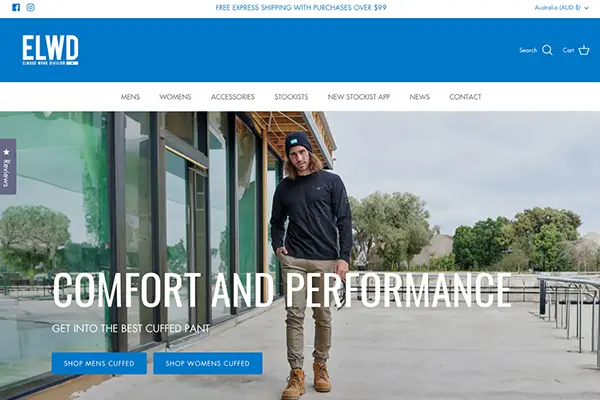 FREE EXPRESS SHIPPING WITH PURCHASES OVER $99
Australia (AUD $)
ELWD
ELWOOD WORK DIVISION
Search
Cart
MENS
WOMENS
ACCESSORIES
STOCKISTS
NEW STOCKIST APP
NEWS
CONTACT
Reviews
COMFORT AND PERFORMANCE
GET INTO THE BEST CUFFED PANT
SHOP MENS CUFFED
SHOP WOMENS CUFFED